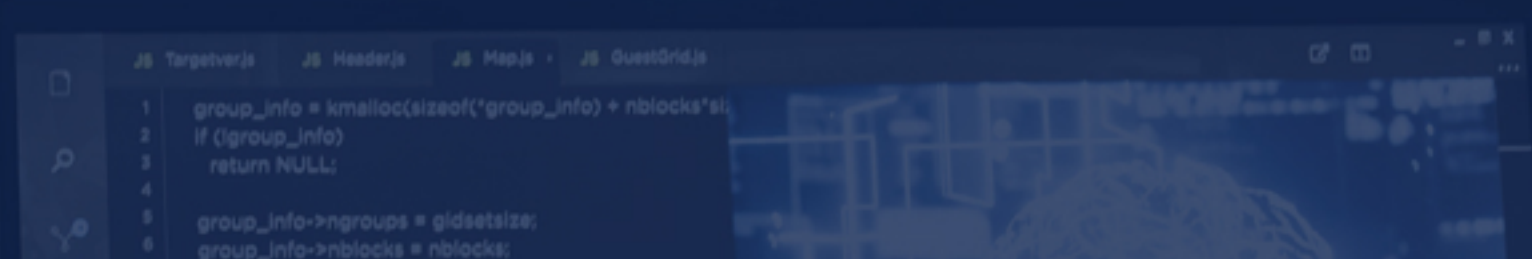 JS Targetver.js JS Header.js JS Map.js JS GuestGrid.js
1 group_info = kmalloc(sizeof(*group_info) + nblocks*si
2 if (!group_info)
3 return NULL;
4
5 group_info->ngroups = gidsetsize;
6 group_info->nblocks = nblocks;